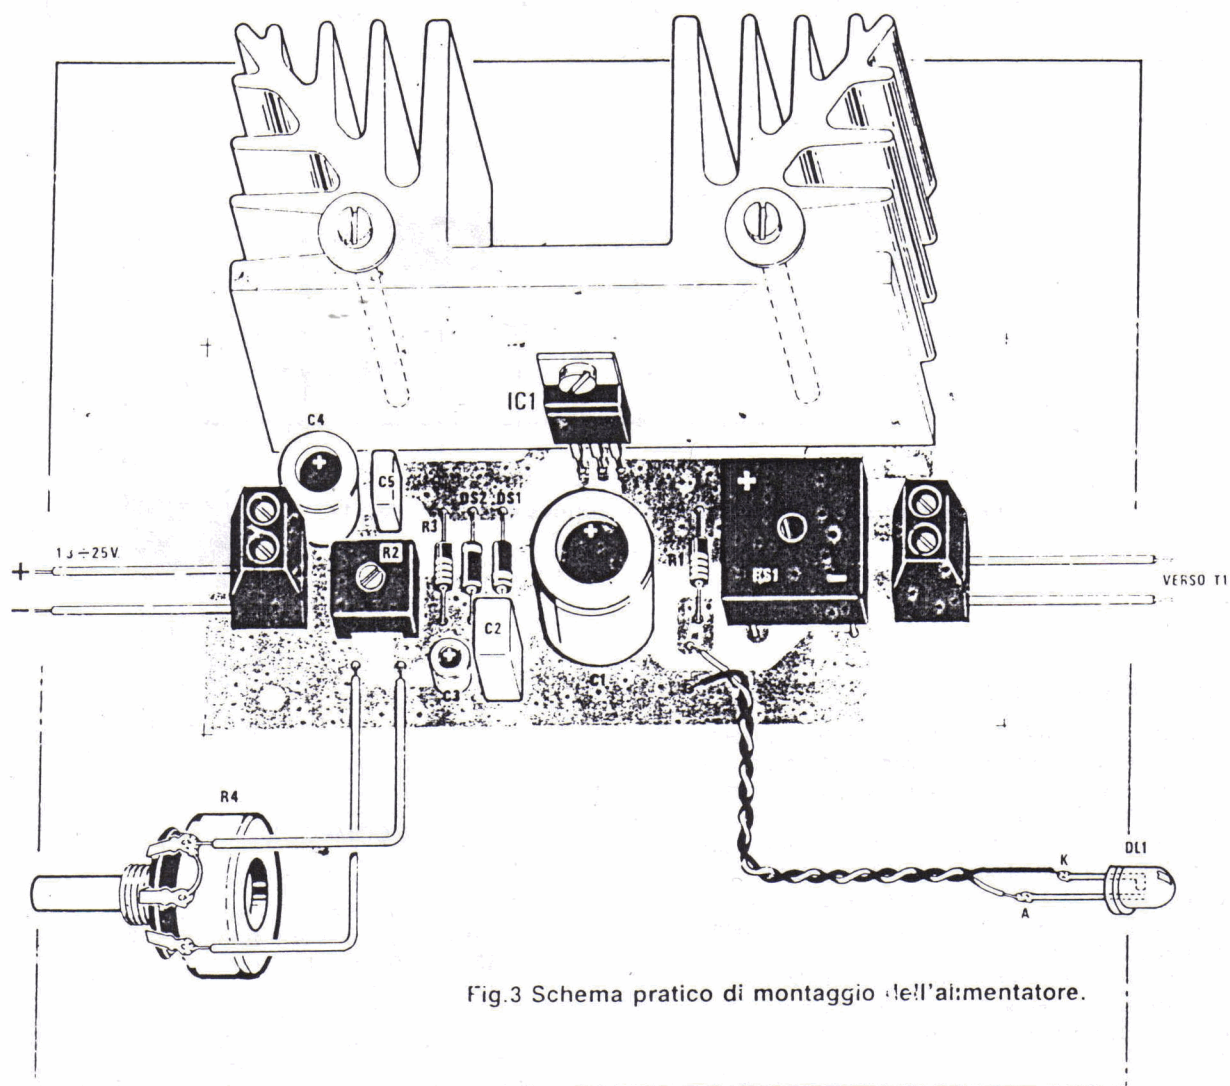 IC1
C4
C5
DS2 DS1
R3
+
+
R2
+
R1
RS1
-
+
-
VERSO T1
C2
+
C3
C1
R4
K
DL1
A
Fig.3 Schema pratico di montaggio dell'alimentatore.